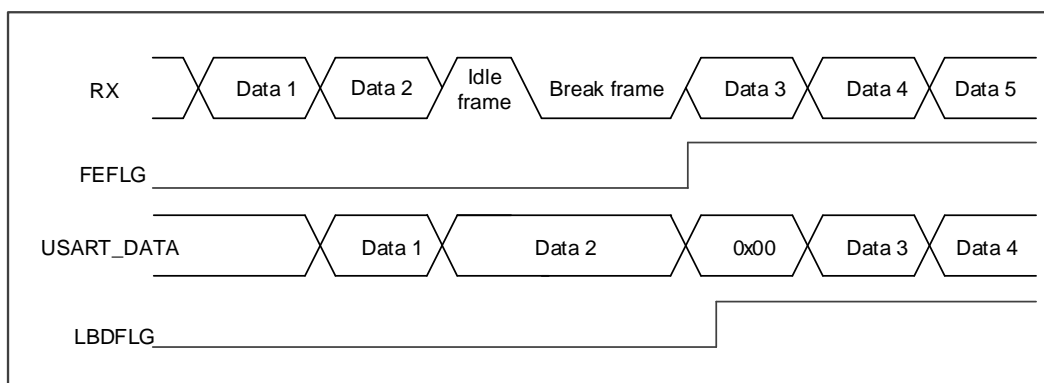 RX
Data 1
Data 2
Idle
frame
Break frame
Data 3
Data 4
Data 5
FEFLG
USART_DATA
Data 1
Data 2
0x00
Data 3
Data 4
LBDFLG